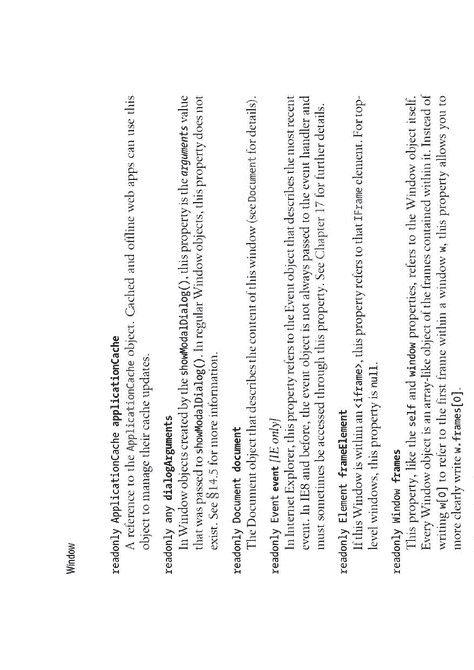 Window
readonly ApplicationCache applicationCache
A reference to the ApplicationCache object. Cached and offline web apps can use this
object to manage their cache updates.
readonly any dialogArguments
In Window objects created by the showModalDialog(), this property is the arguments value
that was passed to showModalDialog(). In regular Window objects, this property does not
exist. See §14.5 for more information.
readonly Document document
The Document object that describes the content of this window (see Document for details).
readonly Event event [IE only]
In Internet Explorer, this property refers to the Event object that describes the most recent
event. In IE8 and before, the event object is not always passed to the event handler and
must sometimes be accessed through this property. See Chapter 17 for further details.
readonly Element frameElement
If this Window is within an <iframe>, this property refers to that IFrame element. For top-
level windows, this property is null.
readonly Window frames
This property, like the self and window properties, refers to the Window object itself.
Every Window object is an array-like object of the frames contained within it. Instead of
writing w[0] to refer to the first frame within a window w, this property allows you to
more clearly write w.frames[0].